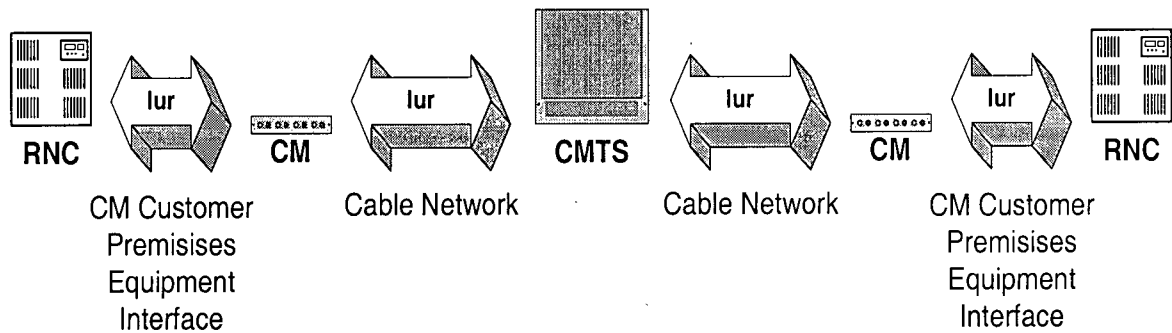 Iur Iur Iur Iur
RNC CM CMTS CM RNC
CM Customer
Premisises
Equipment
Interface
Cable Network
Cable Network
CM Customer
Premisises
Equipment
Interface